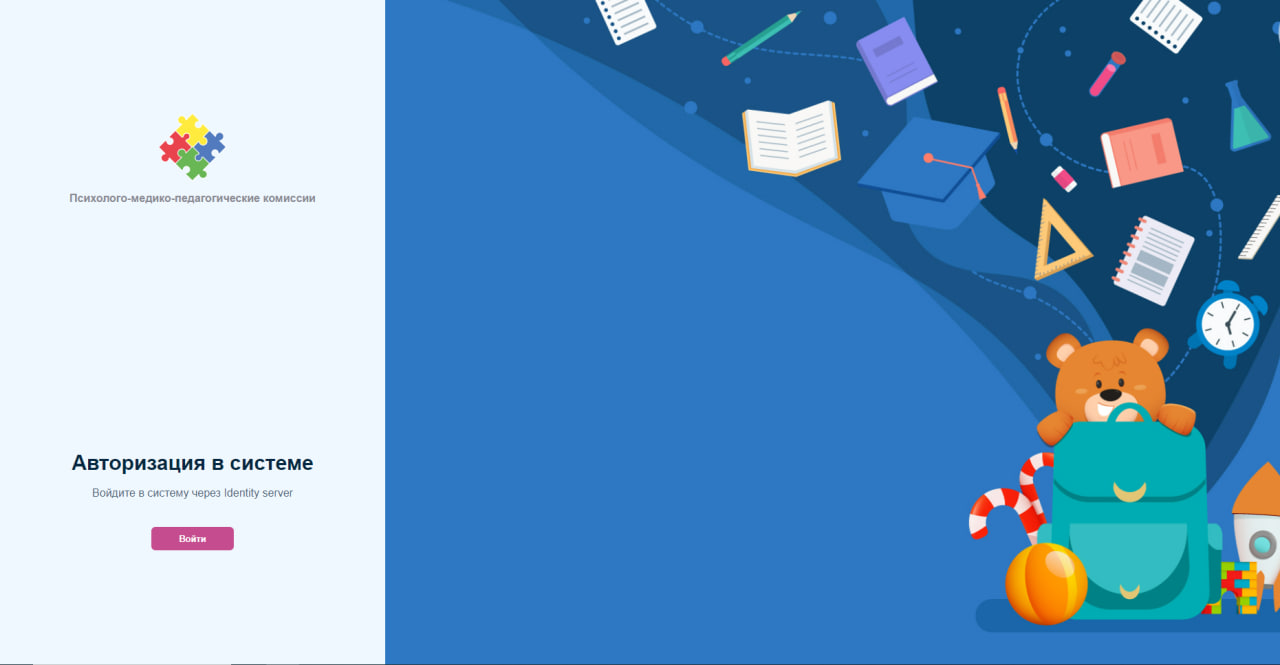 Психолого-медико-педагогические комиссии
Авторизация в системе
Войдите в систему через Identity server
Войти